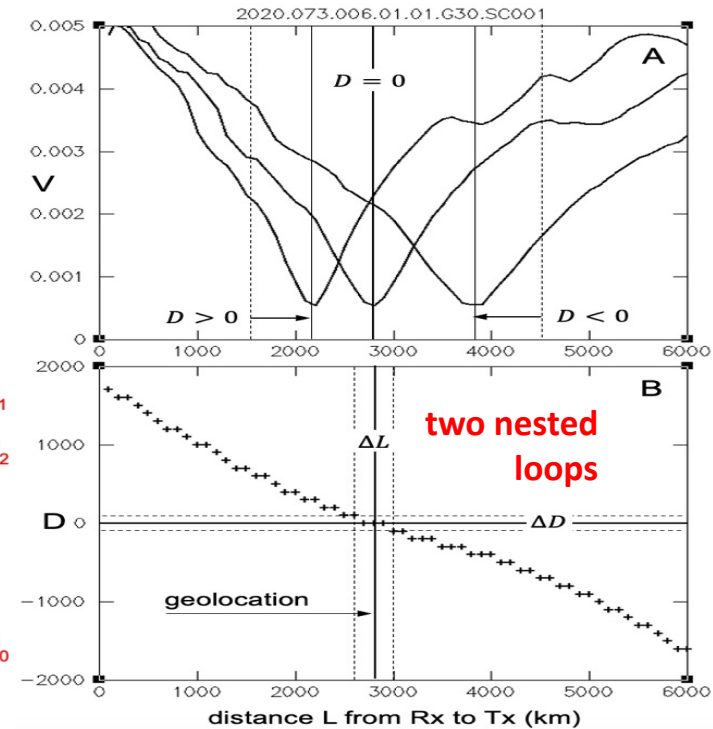 2020.073.006.01.01.G30.SC001
0.005
A
D = 0
0.004
0.003
V
0.002
0.001
D > 0
D < 0
0
0 1000 2000 3000 4000 5000 6000
2000
B
1
two nested
ΔL
1000
loops
2
D 0
ΔD
geolocation
−1000
0
−2000
0 1000 2000 3000 4000 5000 6000
distance L from Rx to Tx (km)